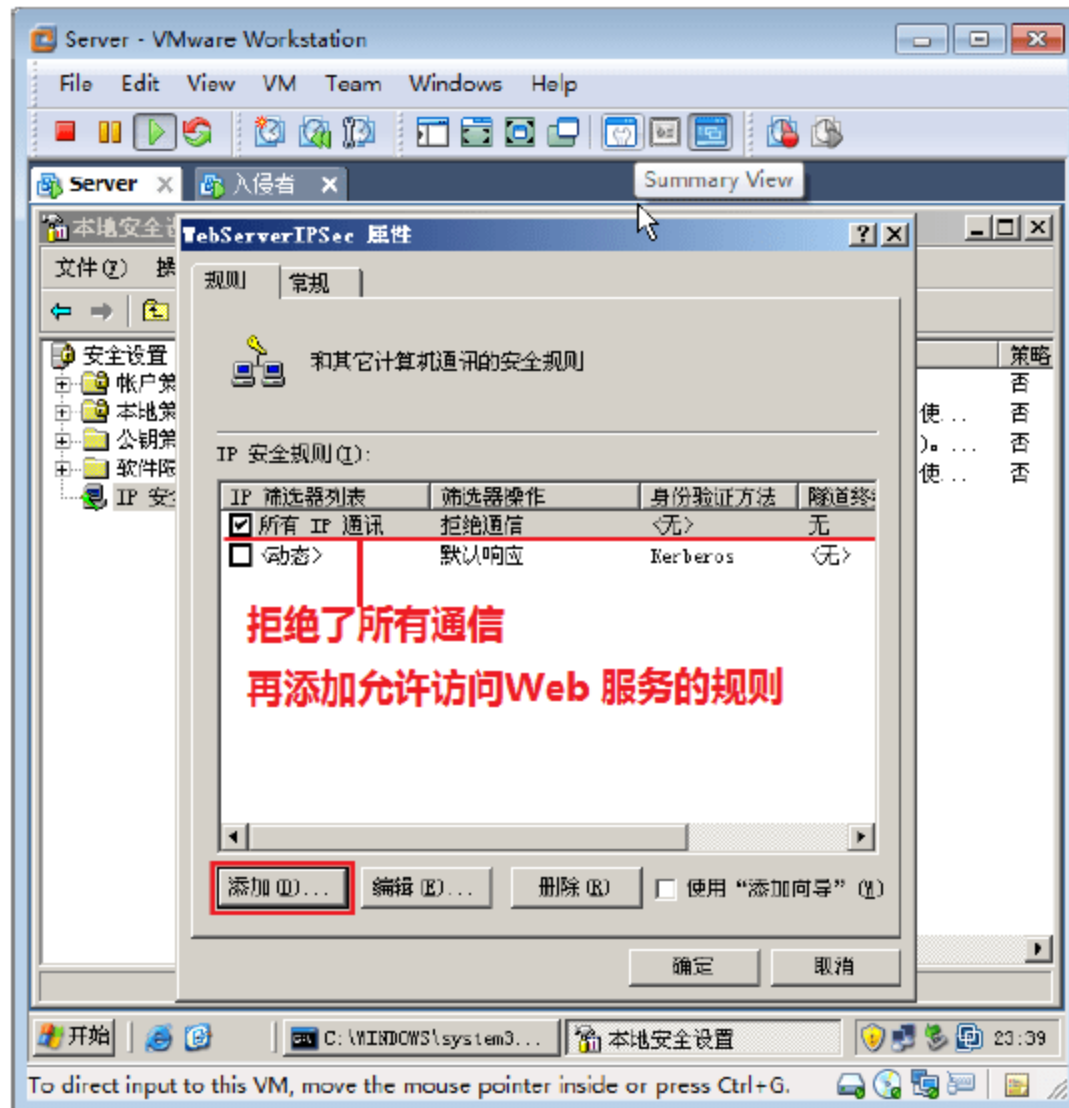 Server - VMware Workstation
File Edit View VM Team Windows Help
Server 入侵者 Summary View
本地安全设
WebServerIPSec 属性
文件(F) 操
规则 常规
和其它计算机通讯的安全规则
安全设置
帐户策
本地策
公钥策
软件限
IP 安全
策略
否
使... 否
)。... 否
使... 否
IP 安全规则(I):
IP 筛选器列表 筛选器操作 身份验证方法 隧道终
所有 IP 通讯 拒绝通信 <无> 无
<动态> 默认响应 Kerberos <无>
拒绝了所有通信
再添加允许访问Web 服务的规则
添加(D)... 编辑(E)... 删除(R) 使用“添加向导”(W)
确定 取消
开始 C:\WINDOWS\system3... 本地安全设置 23:39
To direct input to this VM, move the mouse pointer inside or press Ctrl+G.